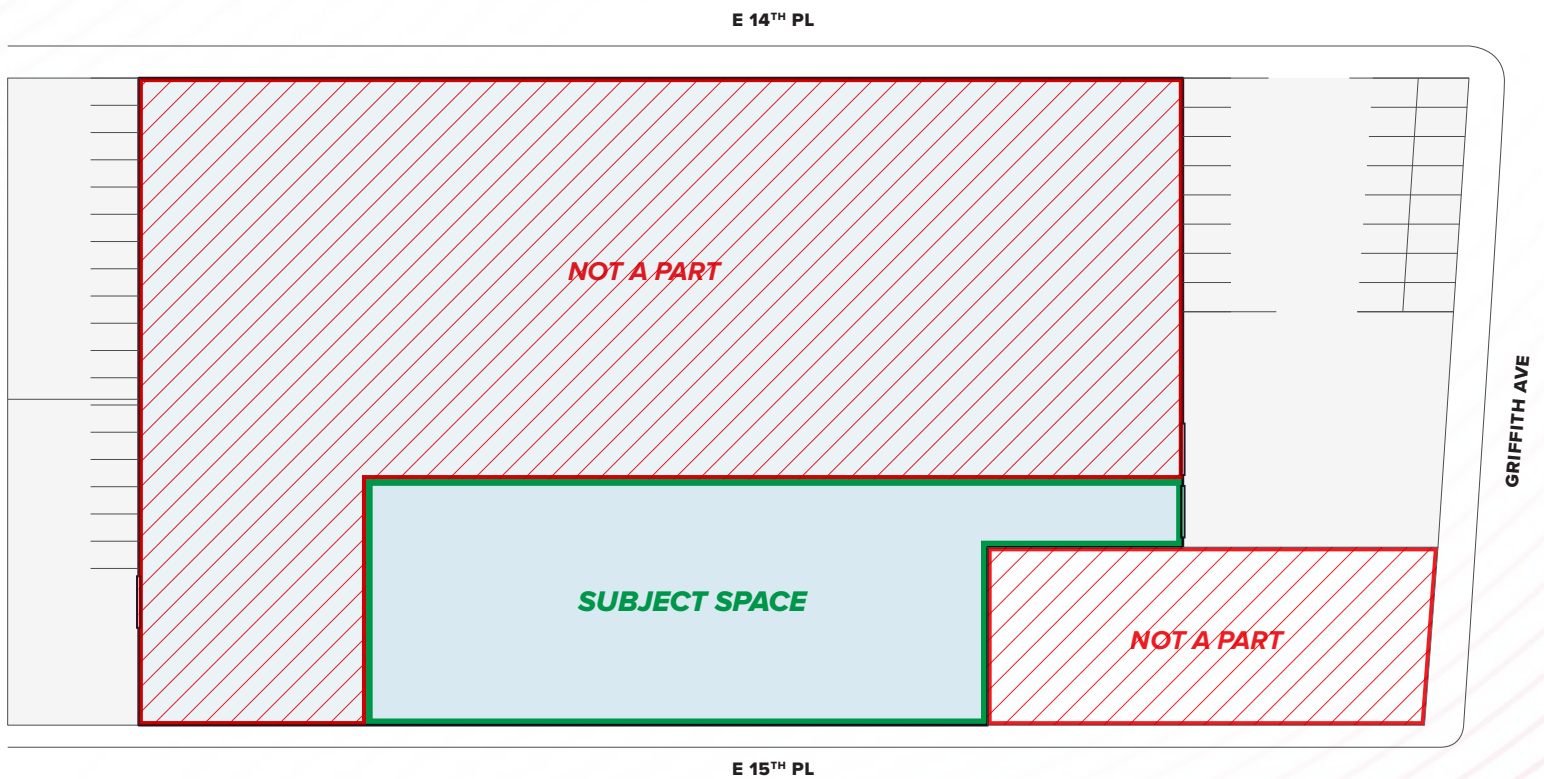 E 14TH PL
NOT A PART
GRIFFITH AVE
SUBJECT SPACE
NOT A PART
E 15TH PL